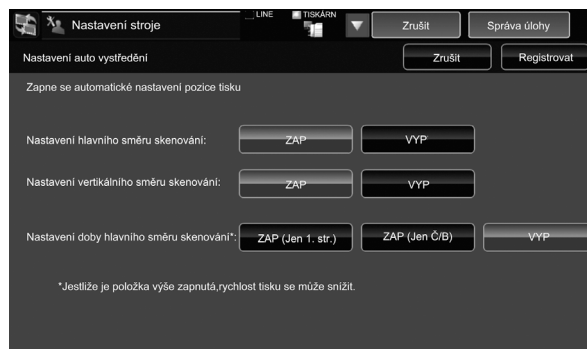 Nastavení stroje
LINE
TISKÁRN
Zrušit
Správa úlohy
Nastavení auto vystředění
Zrušit
Registrovat
Zapne se automatické nastavení pozice tisku
Nastavení hlavního směru skenování: ZAP VYP
Nastavení vertikálního směru skenování: ZAP VYP
Nastavení doby hlavního směru skenování*: ZAP (Jen 1. str.) ZAP (Jen Č/B) VYP
*Jestliže je položka výše zapnutá,rychlost tisku se může snížit.